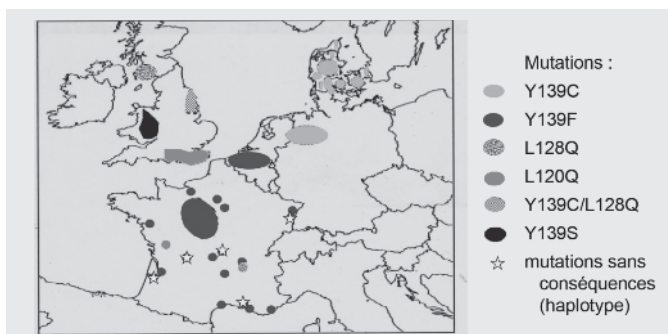 Mutations :
Y139C
Y139F
L128Q
L120Q
Y139C/L128Q
Y139S
mutations sans
conséquences
(haplotype)